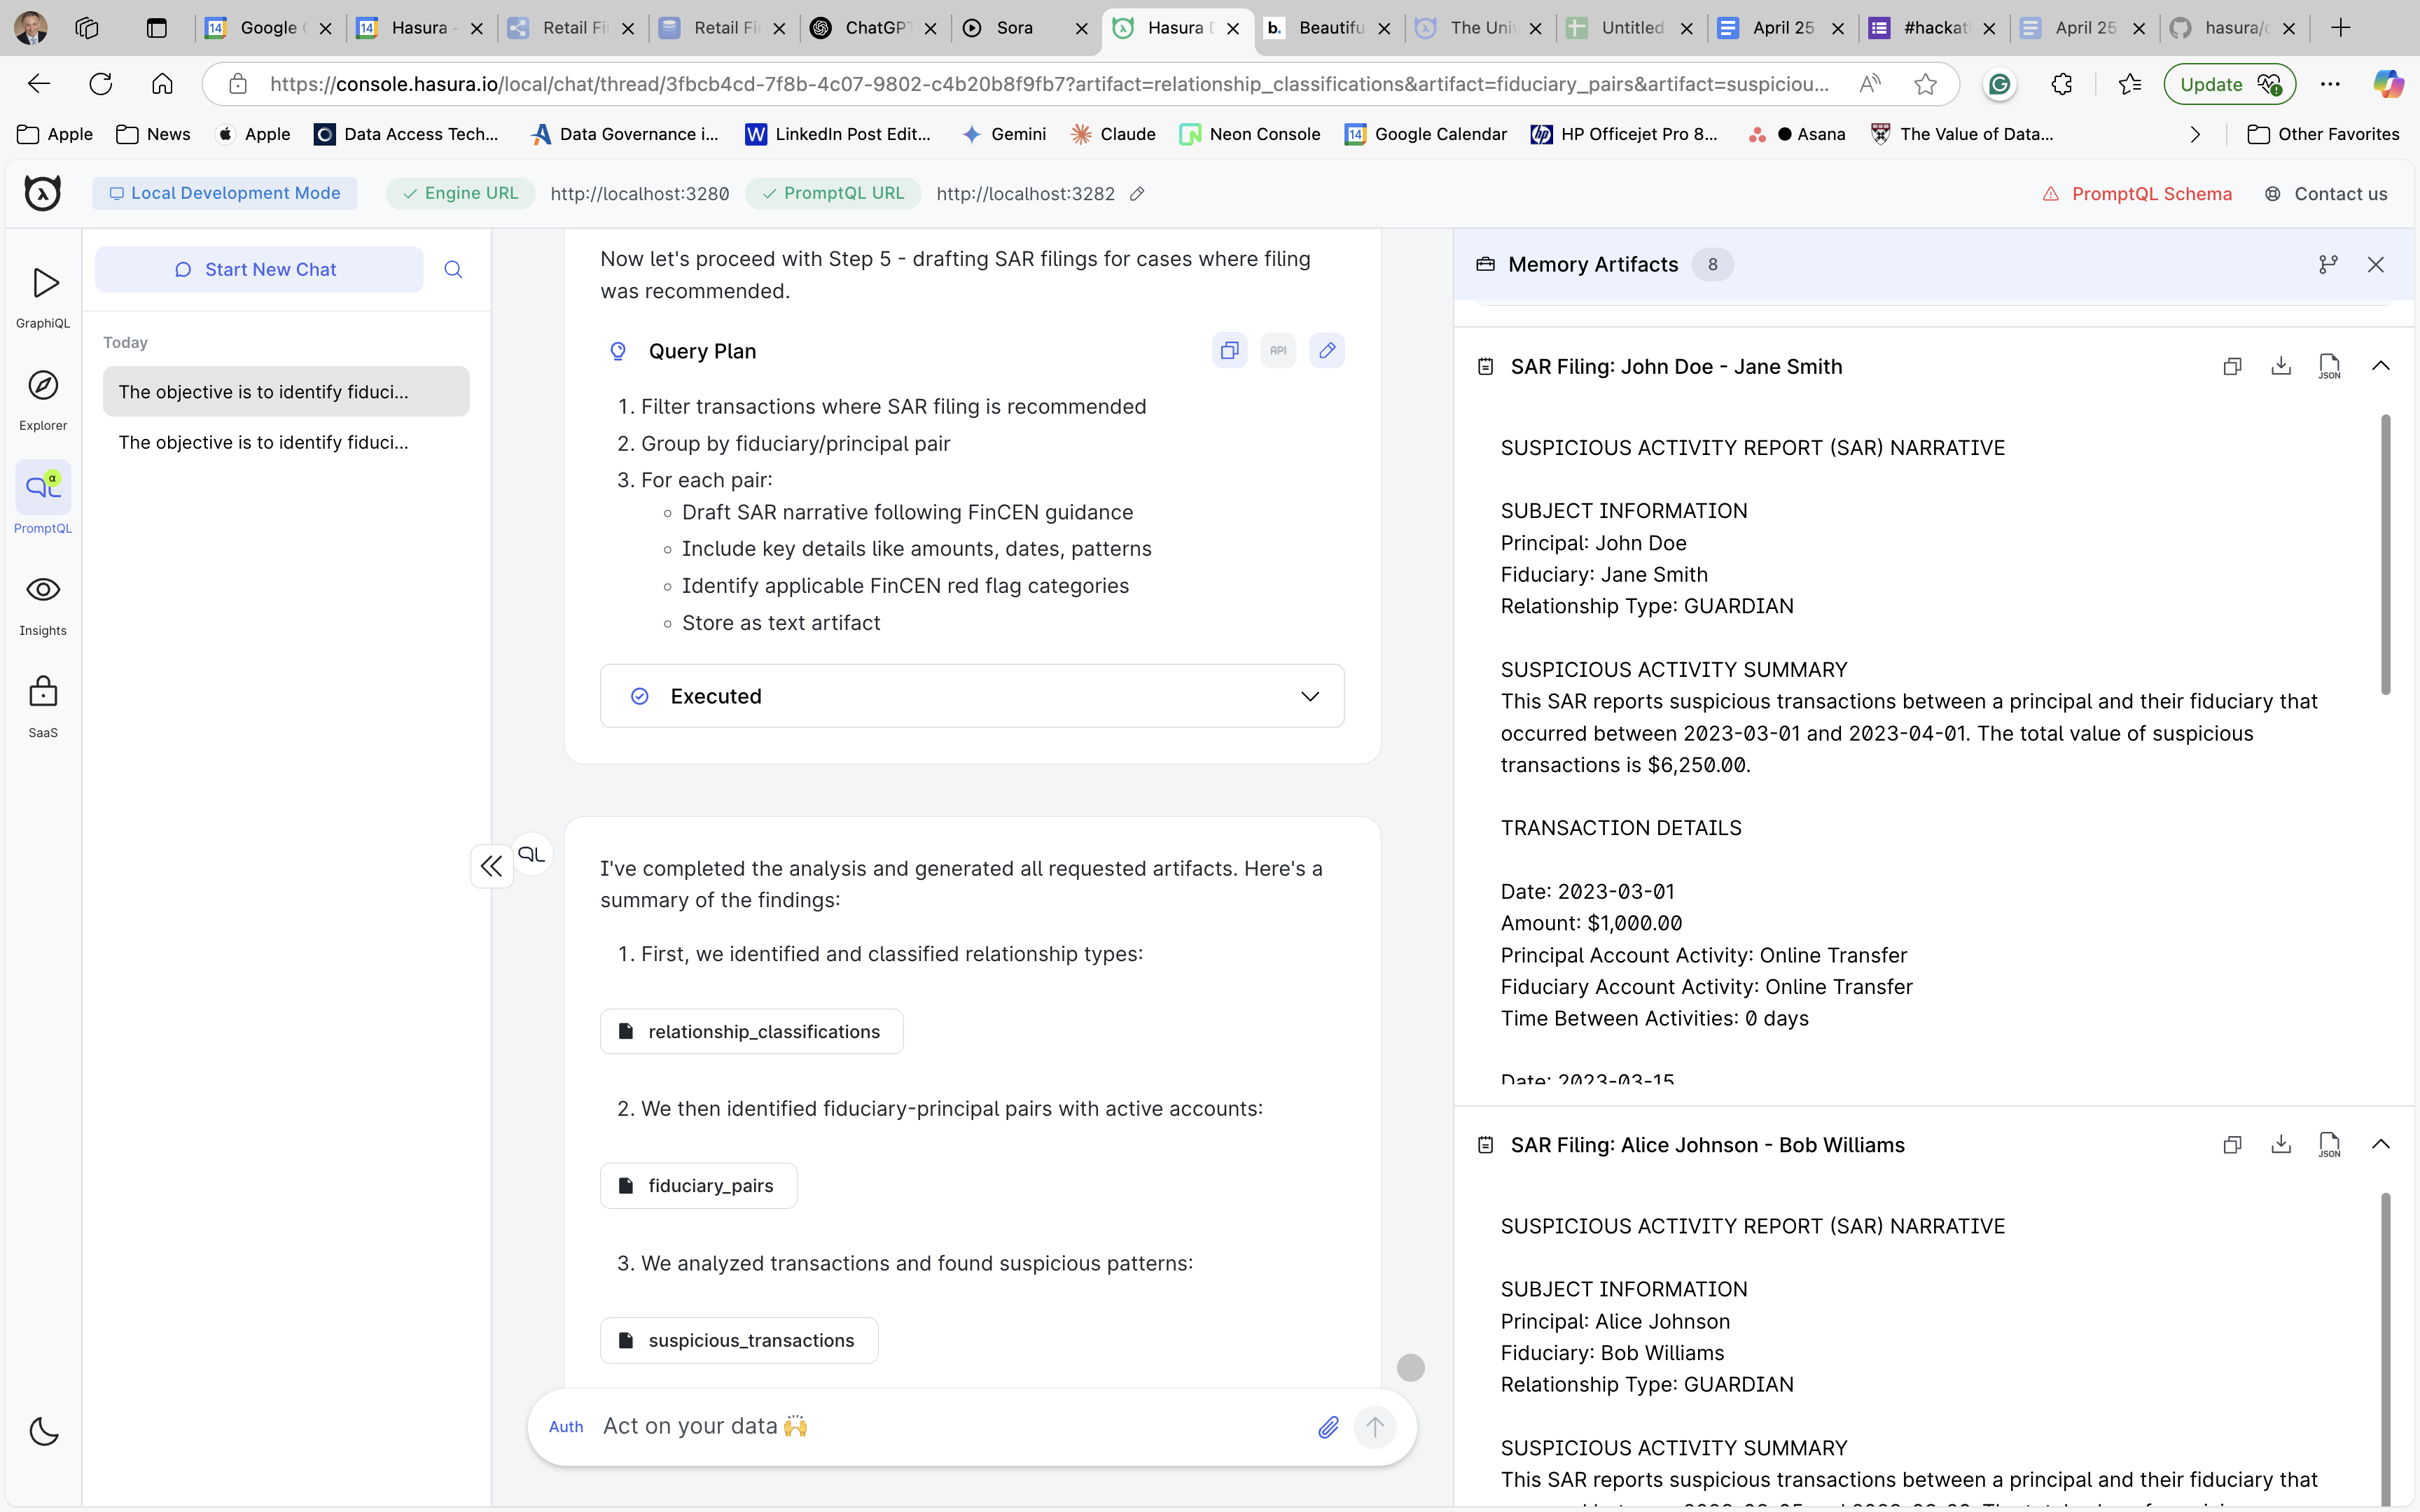 Google
Hasura -
Retail Fi
Retail Fi
ChatGP
Sora
Hasura
b.
Beautifu
The Uni
Untitled
April 25
#hackat
April 25
hasura/
https://console.hasura.io/local/chat/thread/3fbcb4cd-7f8b-4c07-9802-c4b20b8f9fb7?artifact=relationship_classifications&artifact=fiduciary_pairs&artifact=suspiciou...
Update
Apple
News
Apple
Data Access Tech...
Data Governance i...
LinkedIn Post Edit...
Gemini
Claude
Neon Console
Google Calendar
HP Officejet Pro 8...
Asana
The Value of Data...
Other Favorites
Local Development Mode
Engine URL
http://localhost:3280
PromptQL URL
http://localhost:3282
PromptQL Schema
Contact us
GraphiQL
Explorer
α
PromptQL
Insights
SaaS
Start New Chat
Today
The objective is to identify fiduci...
The objective is to identify fiduci...
Now let's proceed with Step 5 - drafting SAR filings for cases where filing
was recommended.
Query Plan
API
1. Filter transactions where SAR filing is recommended
2. Group by fiduciary/principal pair
3. For each pair:
Draft SAR narrative following FinCEN guidance
Include key details like amounts, dates, patterns
Identify applicable FinCEN red flag categories
Store as text artifact
Executed
I've completed the analysis and generated all requested artifacts. Here's a
summary of the findings:
1. First, we identified and classified relationship types:
relationship_classifications
2. We then identified fiduciary-principal pairs with active accounts:
fiduciary_pairs
3. We analyzed transactions and found suspicious patterns:
suspicious_transactions
Auth
Act on your data 🙌
Memory Artifacts
8
SAR Filing: John Doe - Jane Smith
JSON
SUSPICIOUS ACTIVITY REPORT (SAR) NARRATIVE
SUBJECT INFORMATION
Principal: John Doe
Fiduciary: Jane Smith
Relationship Type: GUARDIAN
SUSPICIOUS ACTIVITY SUMMARY
This SAR reports suspicious transactions between a principal and their fiduciary that
occurred between 2023-03-01 and 2023-04-01. The total value of suspicious
transactions is $6,250.00.
TRANSACTION DETAILS
Date: 2023-03-01
Amount: $1,000.00
Principal Account Activity: Online Transfer
Fiduciary Account Activity: Online Transfer
Time Between Activities: 0 days
Date: 2023-03-15
SAR Filing: Alice Johnson - Bob Williams
JSON
SUSPICIOUS ACTIVITY REPORT (SAR) NARRATIVE
SUBJECT INFORMATION
Principal: Alice Johnson
Fiduciary: Bob Williams
Relationship Type: GUARDIAN
SUSPICIOUS ACTIVITY SUMMARY
This SAR reports suspicious transactions between a principal and their fiduciary that